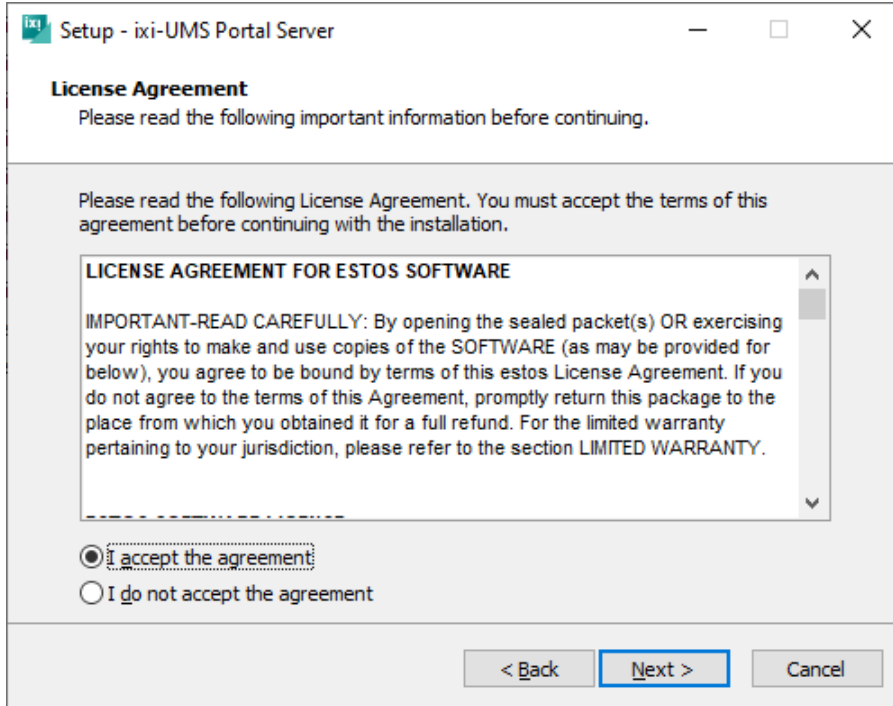 ixi
Setup - ixi-UMS Portal Server
License Agreement
Please read the following important information before continuing.
Please read the following License Agreement. You must accept the terms of this
agreement before continuing with the installation.
LICENSE AGREEMENT FOR ESTOS SOFTWARE
IMPORTANT-READ CAREFULLY: By opening the sealed packet(s) OR exercising
your rights to make and use copies of the SOFTWARE (as may be provided for
below), you agree to be bound by terms of this estos License Agreement. If you
do not agree to the terms of this Agreement, promptly return this package to the
place from which you obtained it for a full refund. For the limited warranty
pertaining to your jurisdiction, please refer to the section LIMITED WARRANTY.
I accept the agreement
I do not accept the agreement
< Back
Next >
Cancel